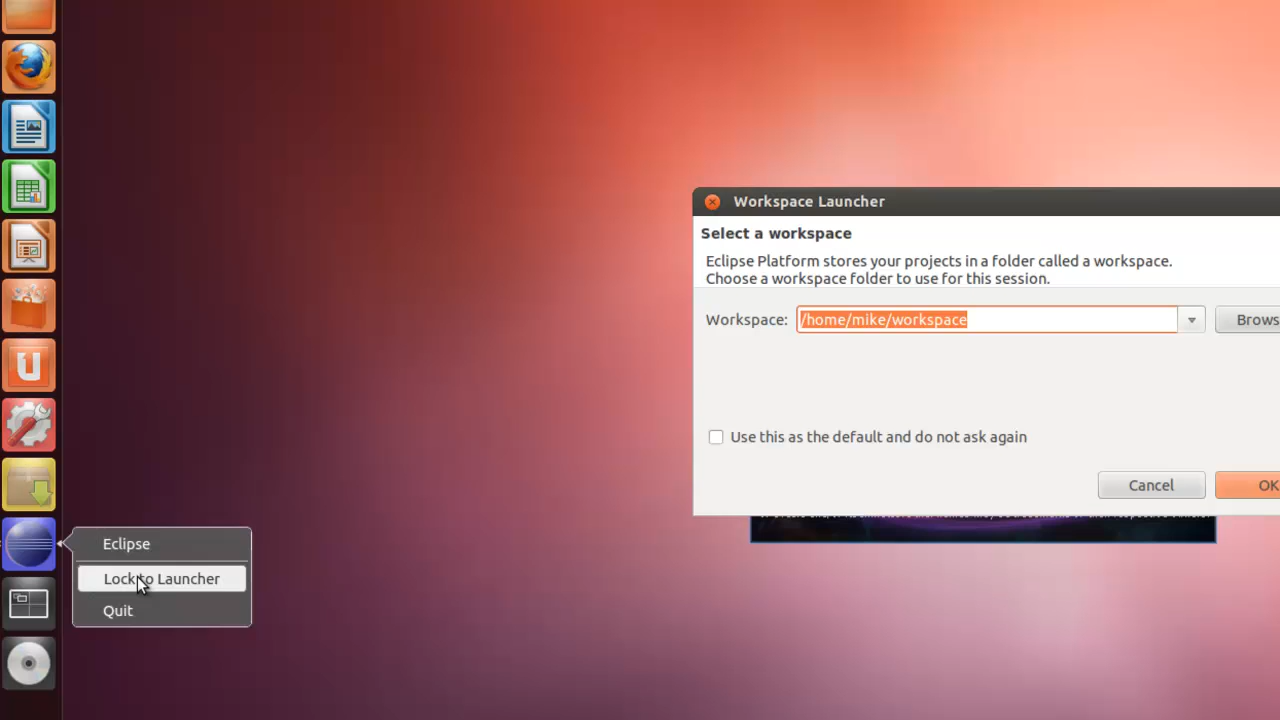 Workspace Launcher
Select a workspace
Eclipse Platform stores your projects in a folder called a workspace.
Choose a workspace folder to use for this session.
Workspace: /home/mike/workspace Brows
Use this as the default and do not ask again
Cancel OK
Eclipse
Lock to Launcher
Quit